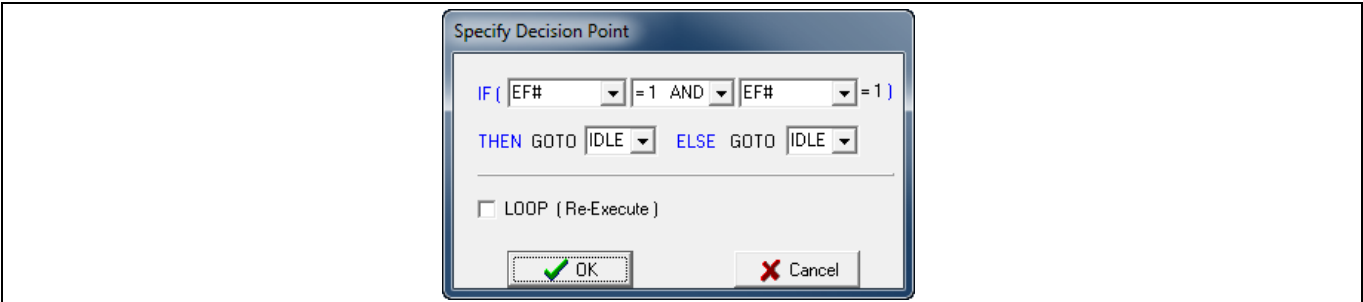 Specify Decision Point
IF ( EF# = 1 AND EF# = 1 )
THEN GOTO IDLE ELSE GOTO IDLE
LOOP ( Re-Execute )
OK Cancel